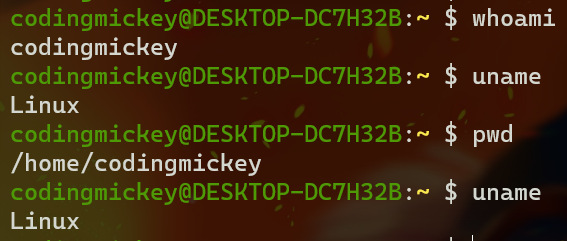 codingmickey@DESKTOP-DC7H32B:~ $ whoami
codingmickey
codingmickey@DESKTOP-DC7H32B:~ $ uname
Linux
codingmickey@DESKTOP-DC7H32B:~ $ pwd
/home/codingmickey
codingmickey@DESKTOP-DC7H32B:~ $ uname
Linux